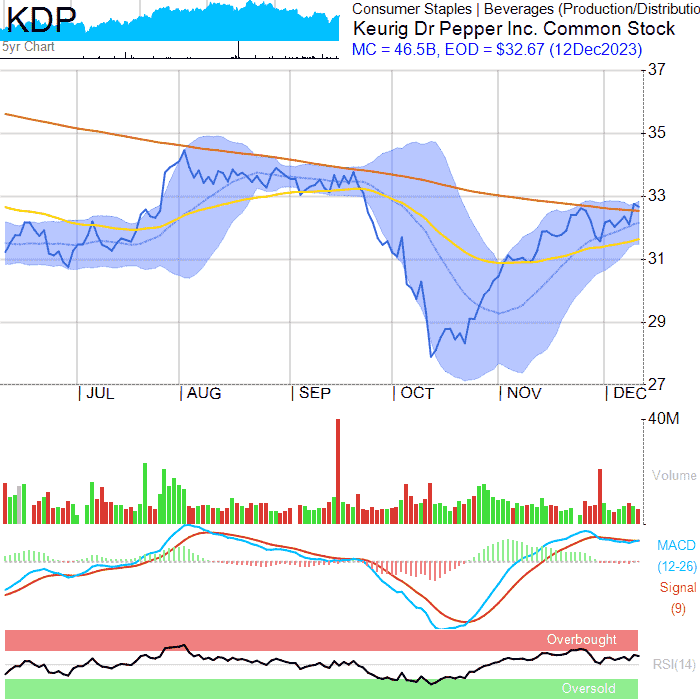 KDP
5yr Chart
Consumer Staples | Beverages (Production/Distributio
Keurig Dr Pepper Inc. Common Stock
MC = 46.5B, EOD = $32.67 (12Dec2023)
37
35
33
31
29
27
JUL AUG SEP OCT NOV DEC
40M
Volume
MACD
(12-26)
Signal
(9)
Overbought
RSI(14)
Oversold